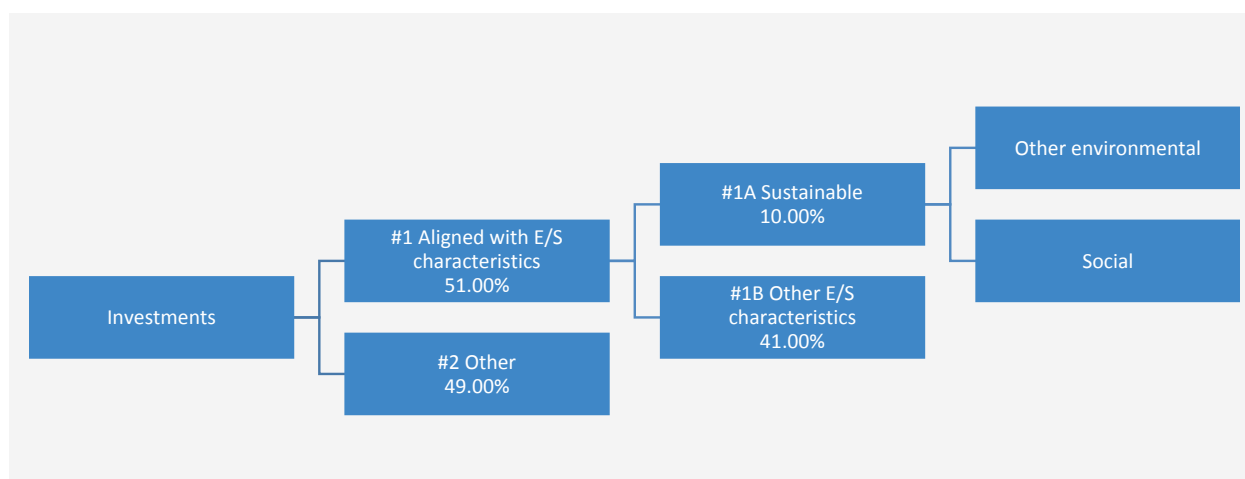 Investments
#1 Aligned with E/S
characteristics
51.00%
#2 Other
49.00%
#1A Sustainable
10.00%
#1B Other E/S
characteristics
41.00%
Other environmental
Social